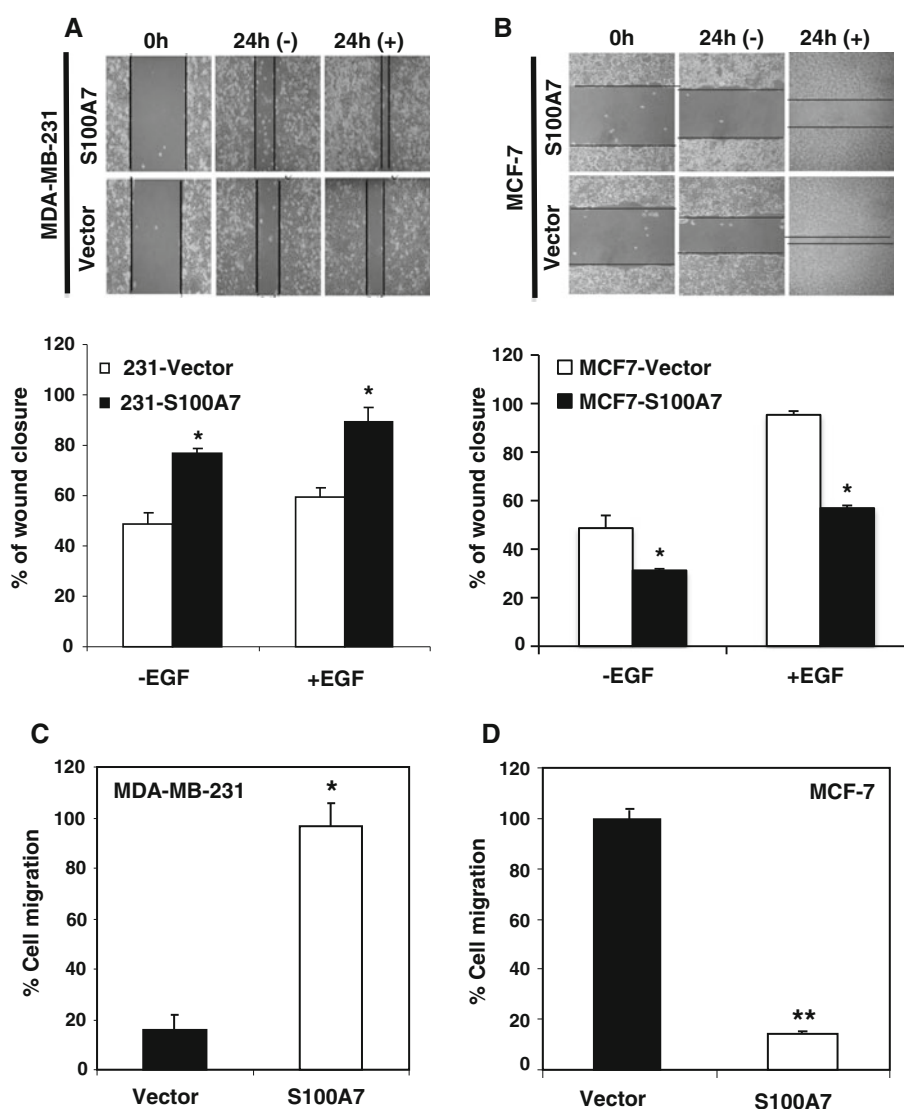 A
0h 24h (-) 24h (+)
MDA-MB-231
S100A7
Vector
B
0h 24h (-) 24h (+)
MCF-7
S100A7
Vector
% of wound closure
120
100
80
60
40
20
0
231-Vector
231-S100A7
*
*
-EGF +EGF
% of wound closure
120
100
80
60
40
20
0
MCF7-Vector
MCF7-S100A7
*
*
-EGF +EGF
C
% Cell migration
120
100
80
60
40
20
0
MDA-MB-231
*
Vector S100A7
D
% Cell migration
120
100
80
60
40
20
0
MCF-7
**
Vector S100A7